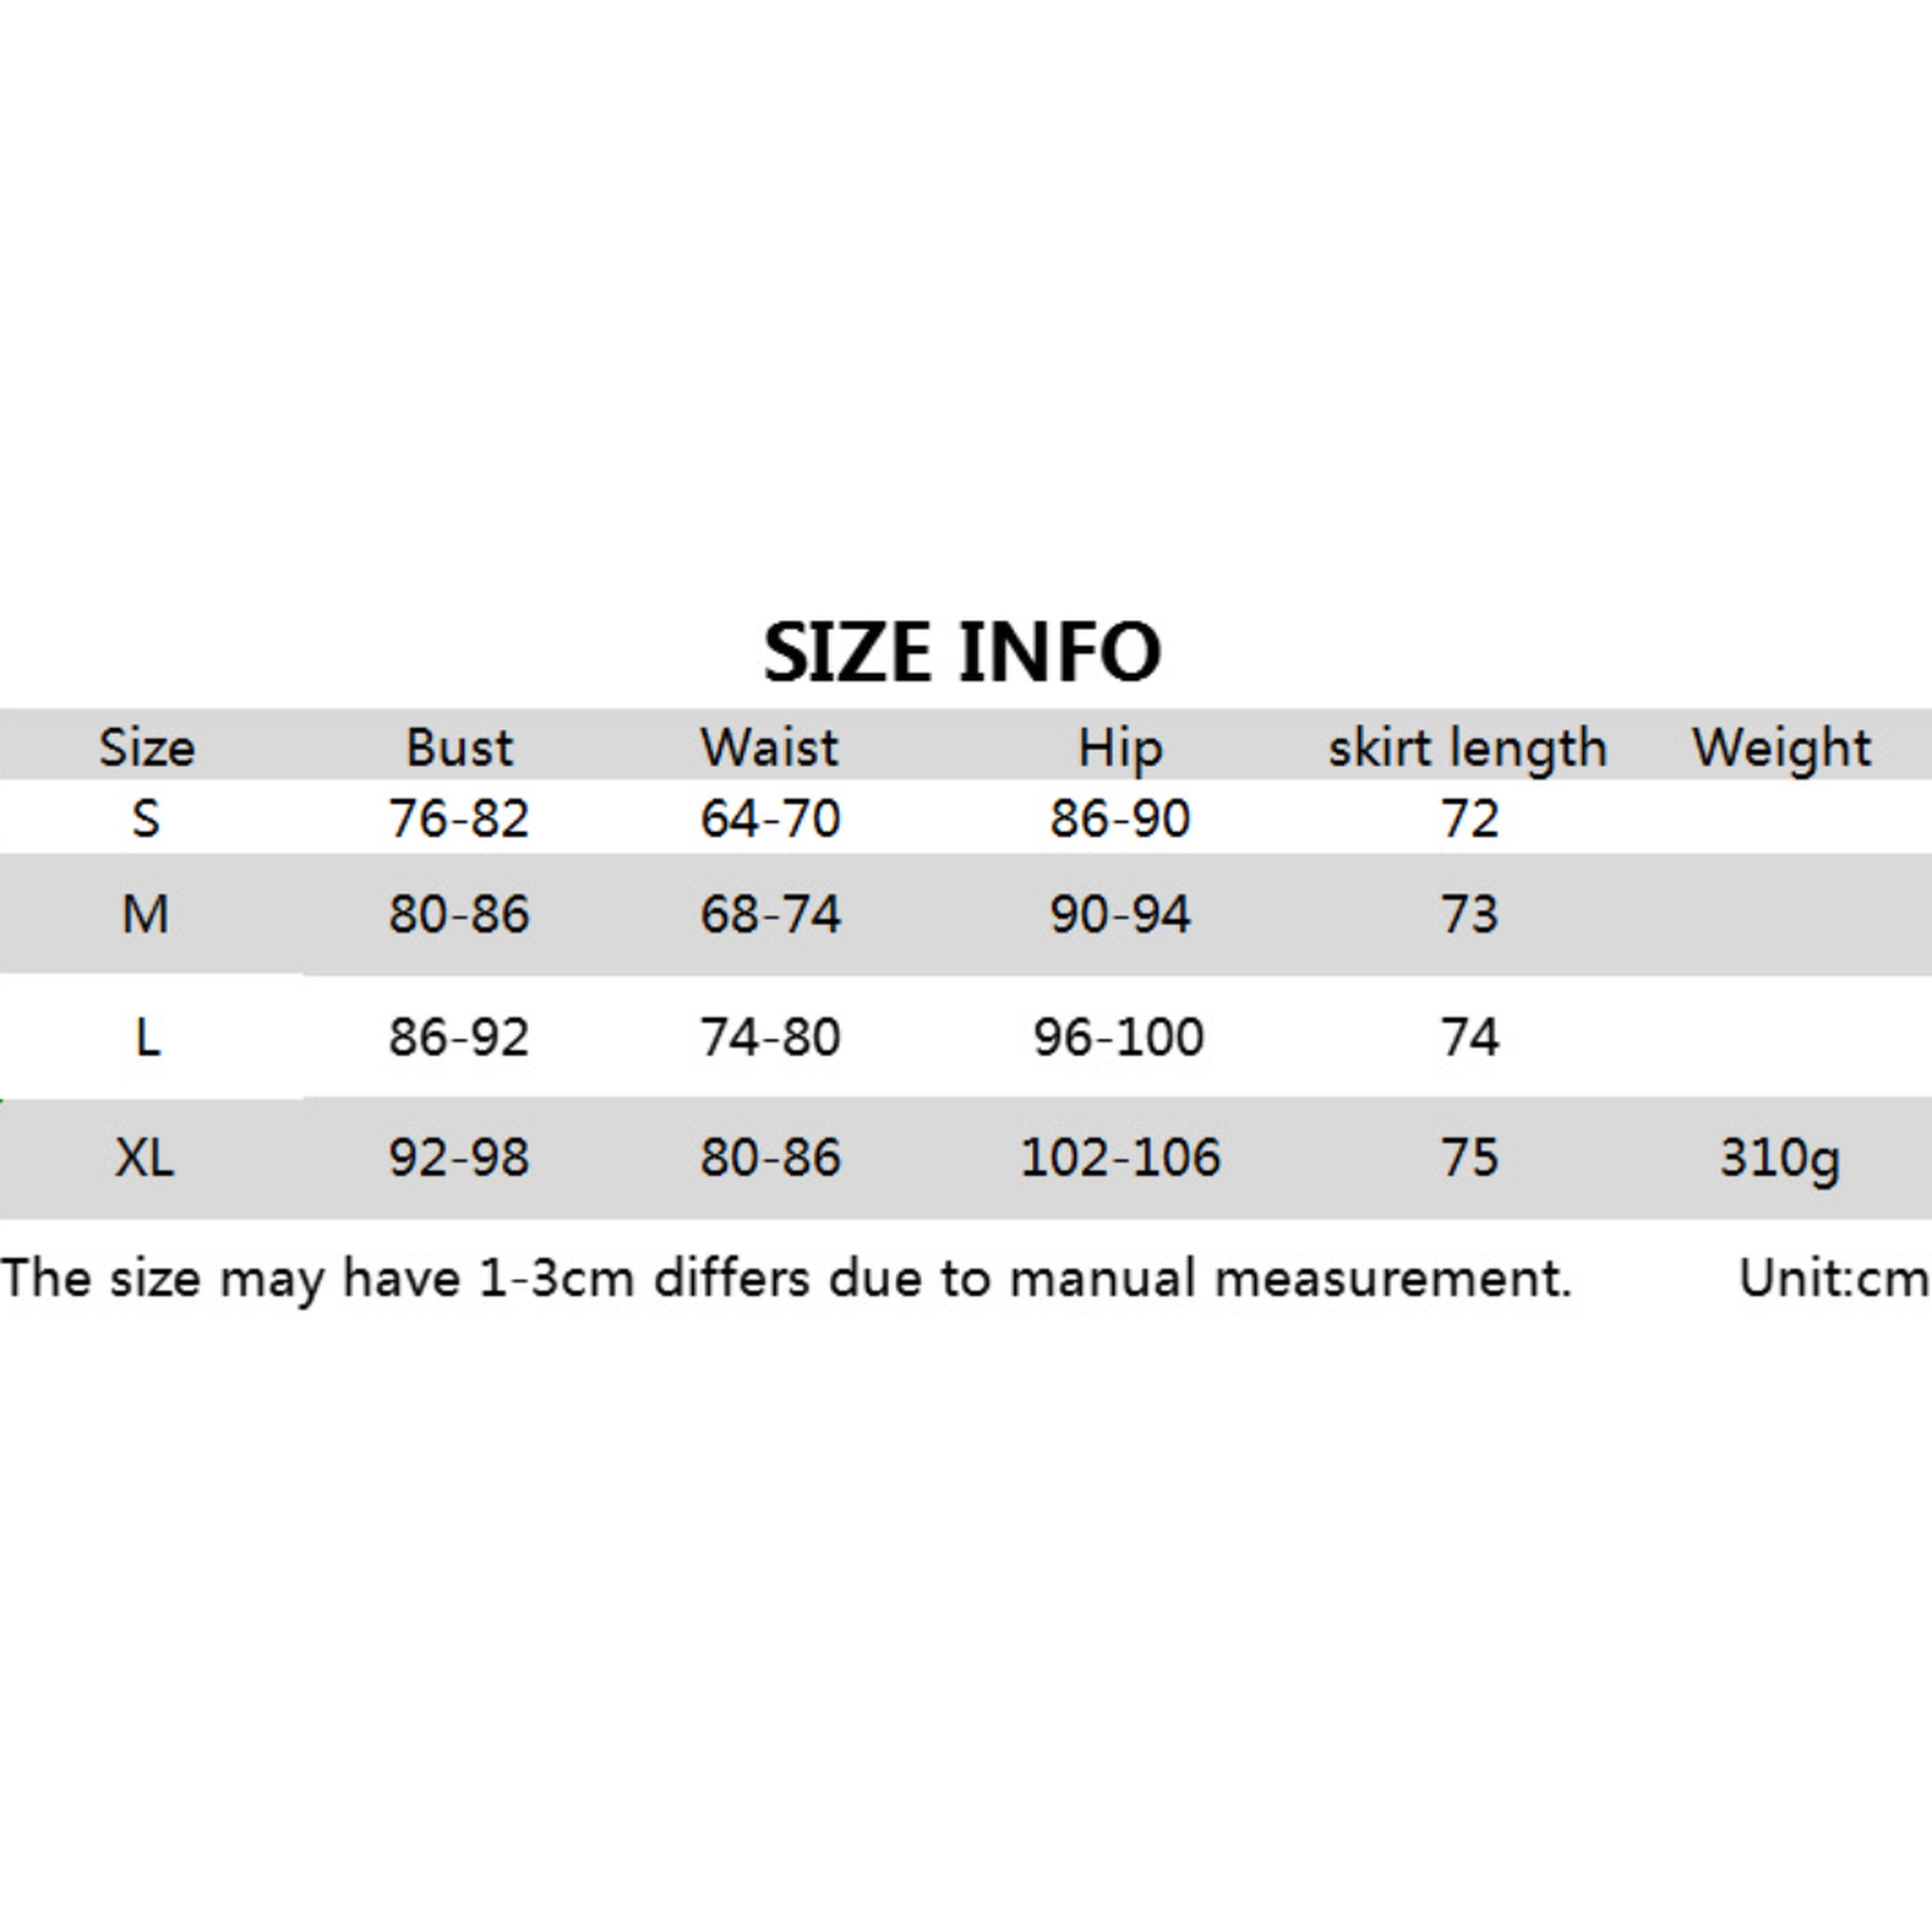 SIZE INFO
Size Bust Waist Hip skirt length Weight
S 76-82 64-70 86-90 72
M 80-86 68-74 90-94 73
L 86-92 74-80 96-100 74
XL 92-98 80-86 102-106 75 310g
The size may have 1-3cm differs due to manual measurement. Unit:cm